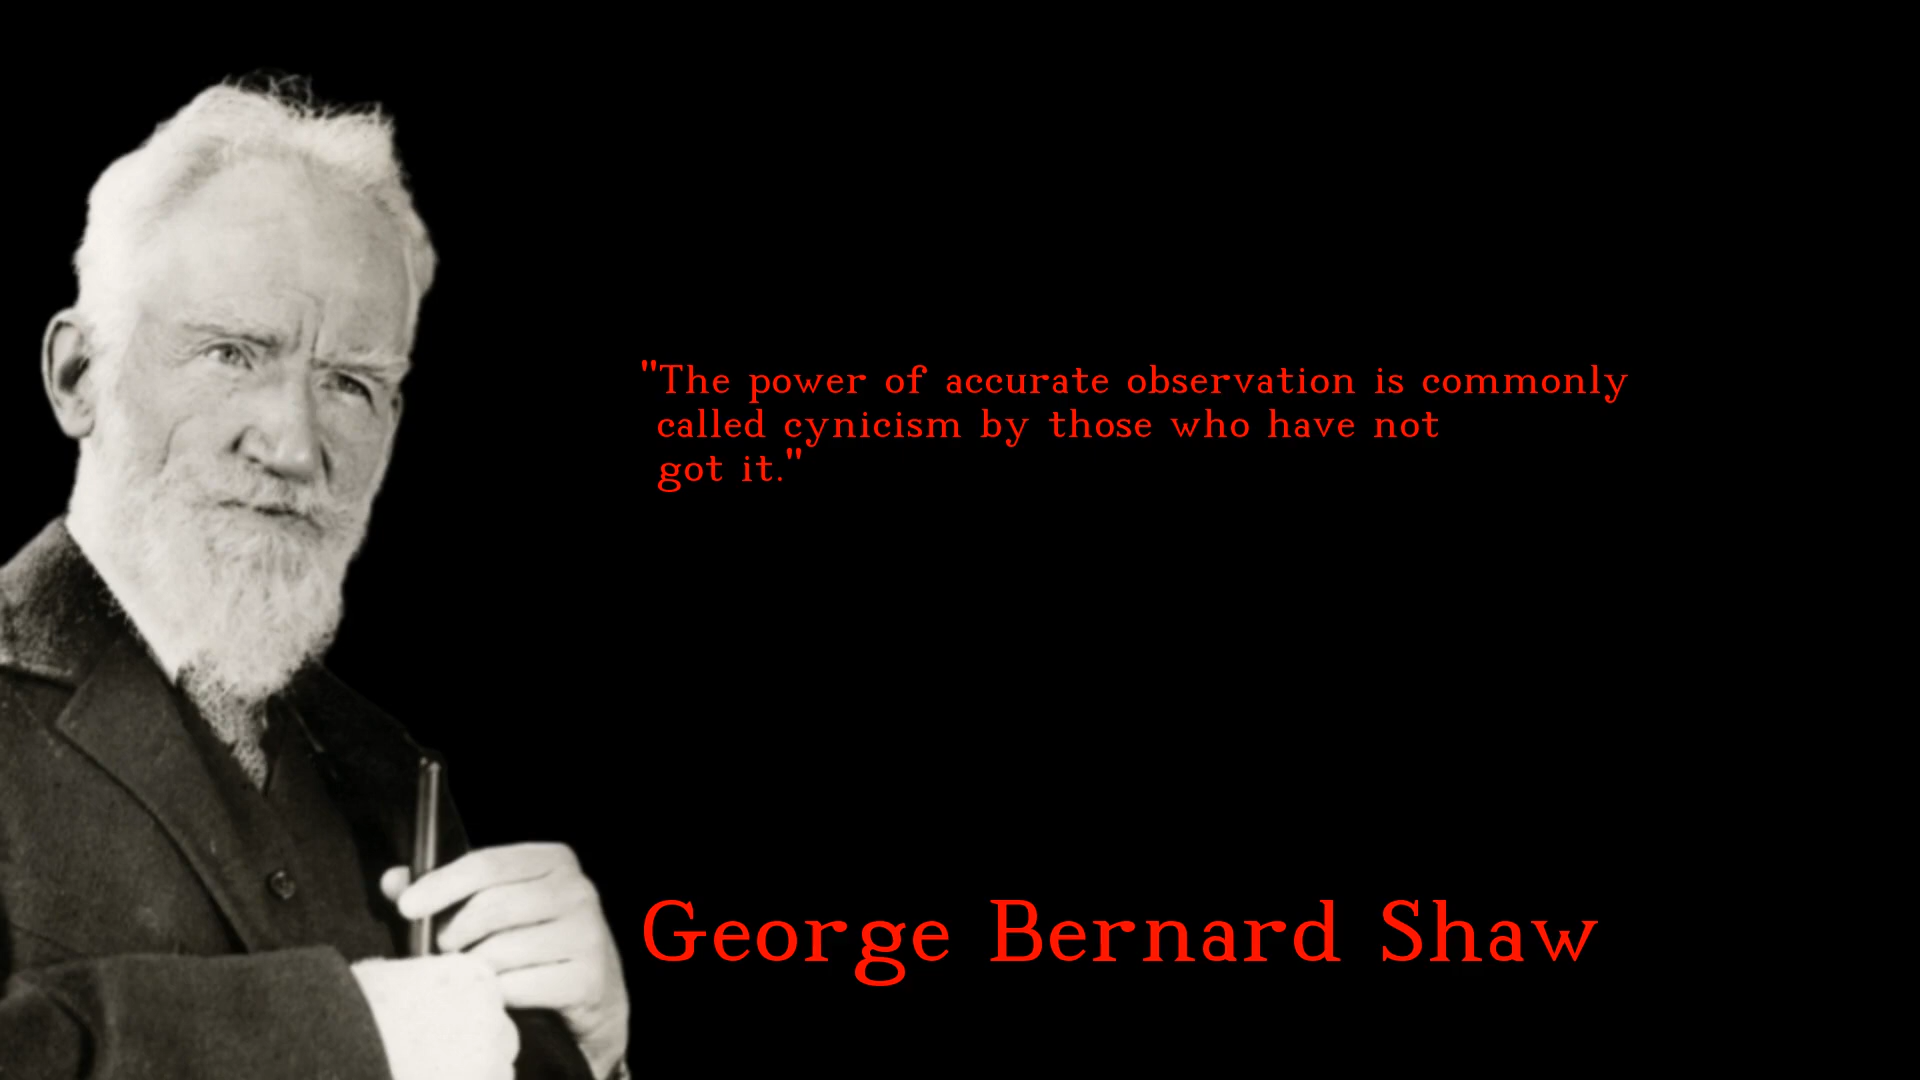 "The power of accurate observation is commonly
called cynicism by those who have not
got it."
George Bernard Shaw